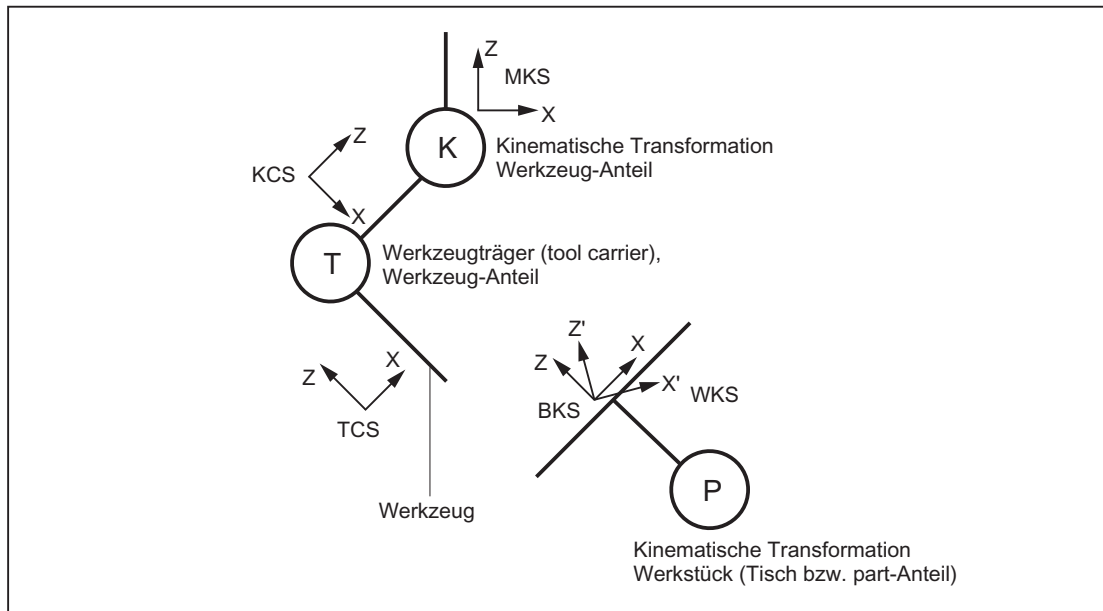 Z
MKS
X
K
Kinematische Transformation
Werkzeug-Anteil
Z
KCS
X
T
Werkzeugträger (tool carrier),
Werkzeug-Anteil
Z
X
TCS
Werkzeug
Z'
X
Z
X'
WKS
BKS
P
Kinematische Transformation
Werkstück (Tisch bzw. part-Anteil)